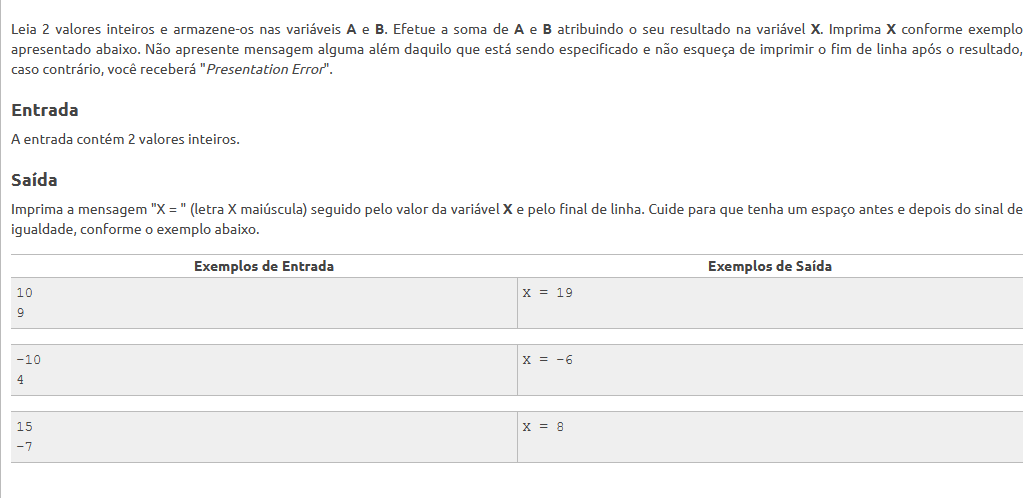 Leia 2 valores inteiros e armazene-os nas variáveis A e B. Efetue a soma de A e B atribuindo o seu resultado na variável X. Imprima X conforme exemplo
apresentado abaixo. Não apresente mensagem alguma além daquilo que está sendo especificado e não esqueça de imprimir o fim de linha após o resultado,
caso contrário, você receberá "Presentation Error".
Entrada
A entrada contém 2 valores inteiros.
Saída
Imprima a mensagem "X = " (letra X maiúscula) seguido pelo valor da variável X e pelo final de linha. Cuide para que tenha um espaço antes e depois do sinal de
igualdade, conforme o exemplo abaixo.
Exemplos de Entrada Exemplos de Saída
10 X = 19
9
-10 X = -6
4
15 X = 8
-7